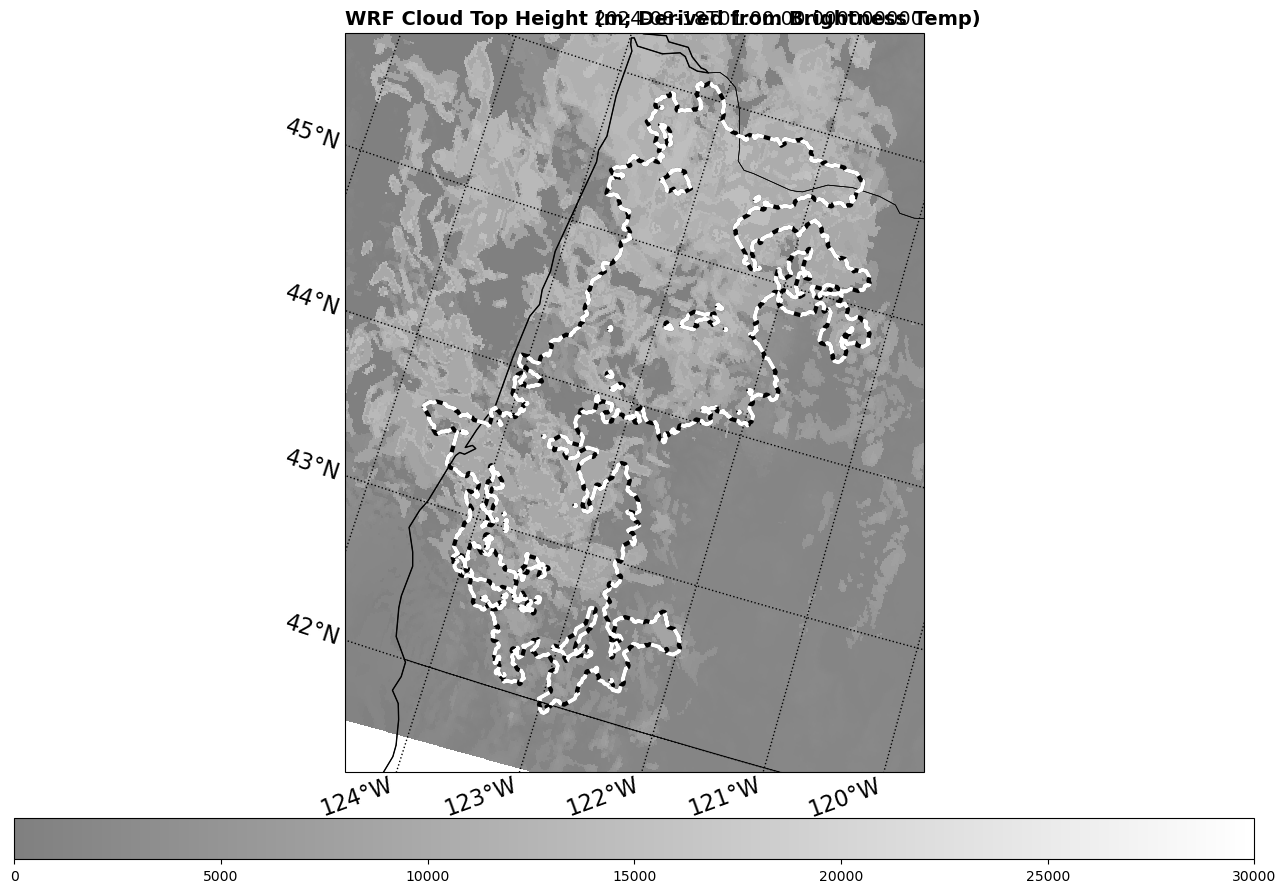 WRF Cloud Top Height (m; Derived from Brightness Temp)
45°N
44°N
43°N
42°N
124°W
123°W
122°W
121°W
120°W
0
5000
10000
15000
20000
25000
30000